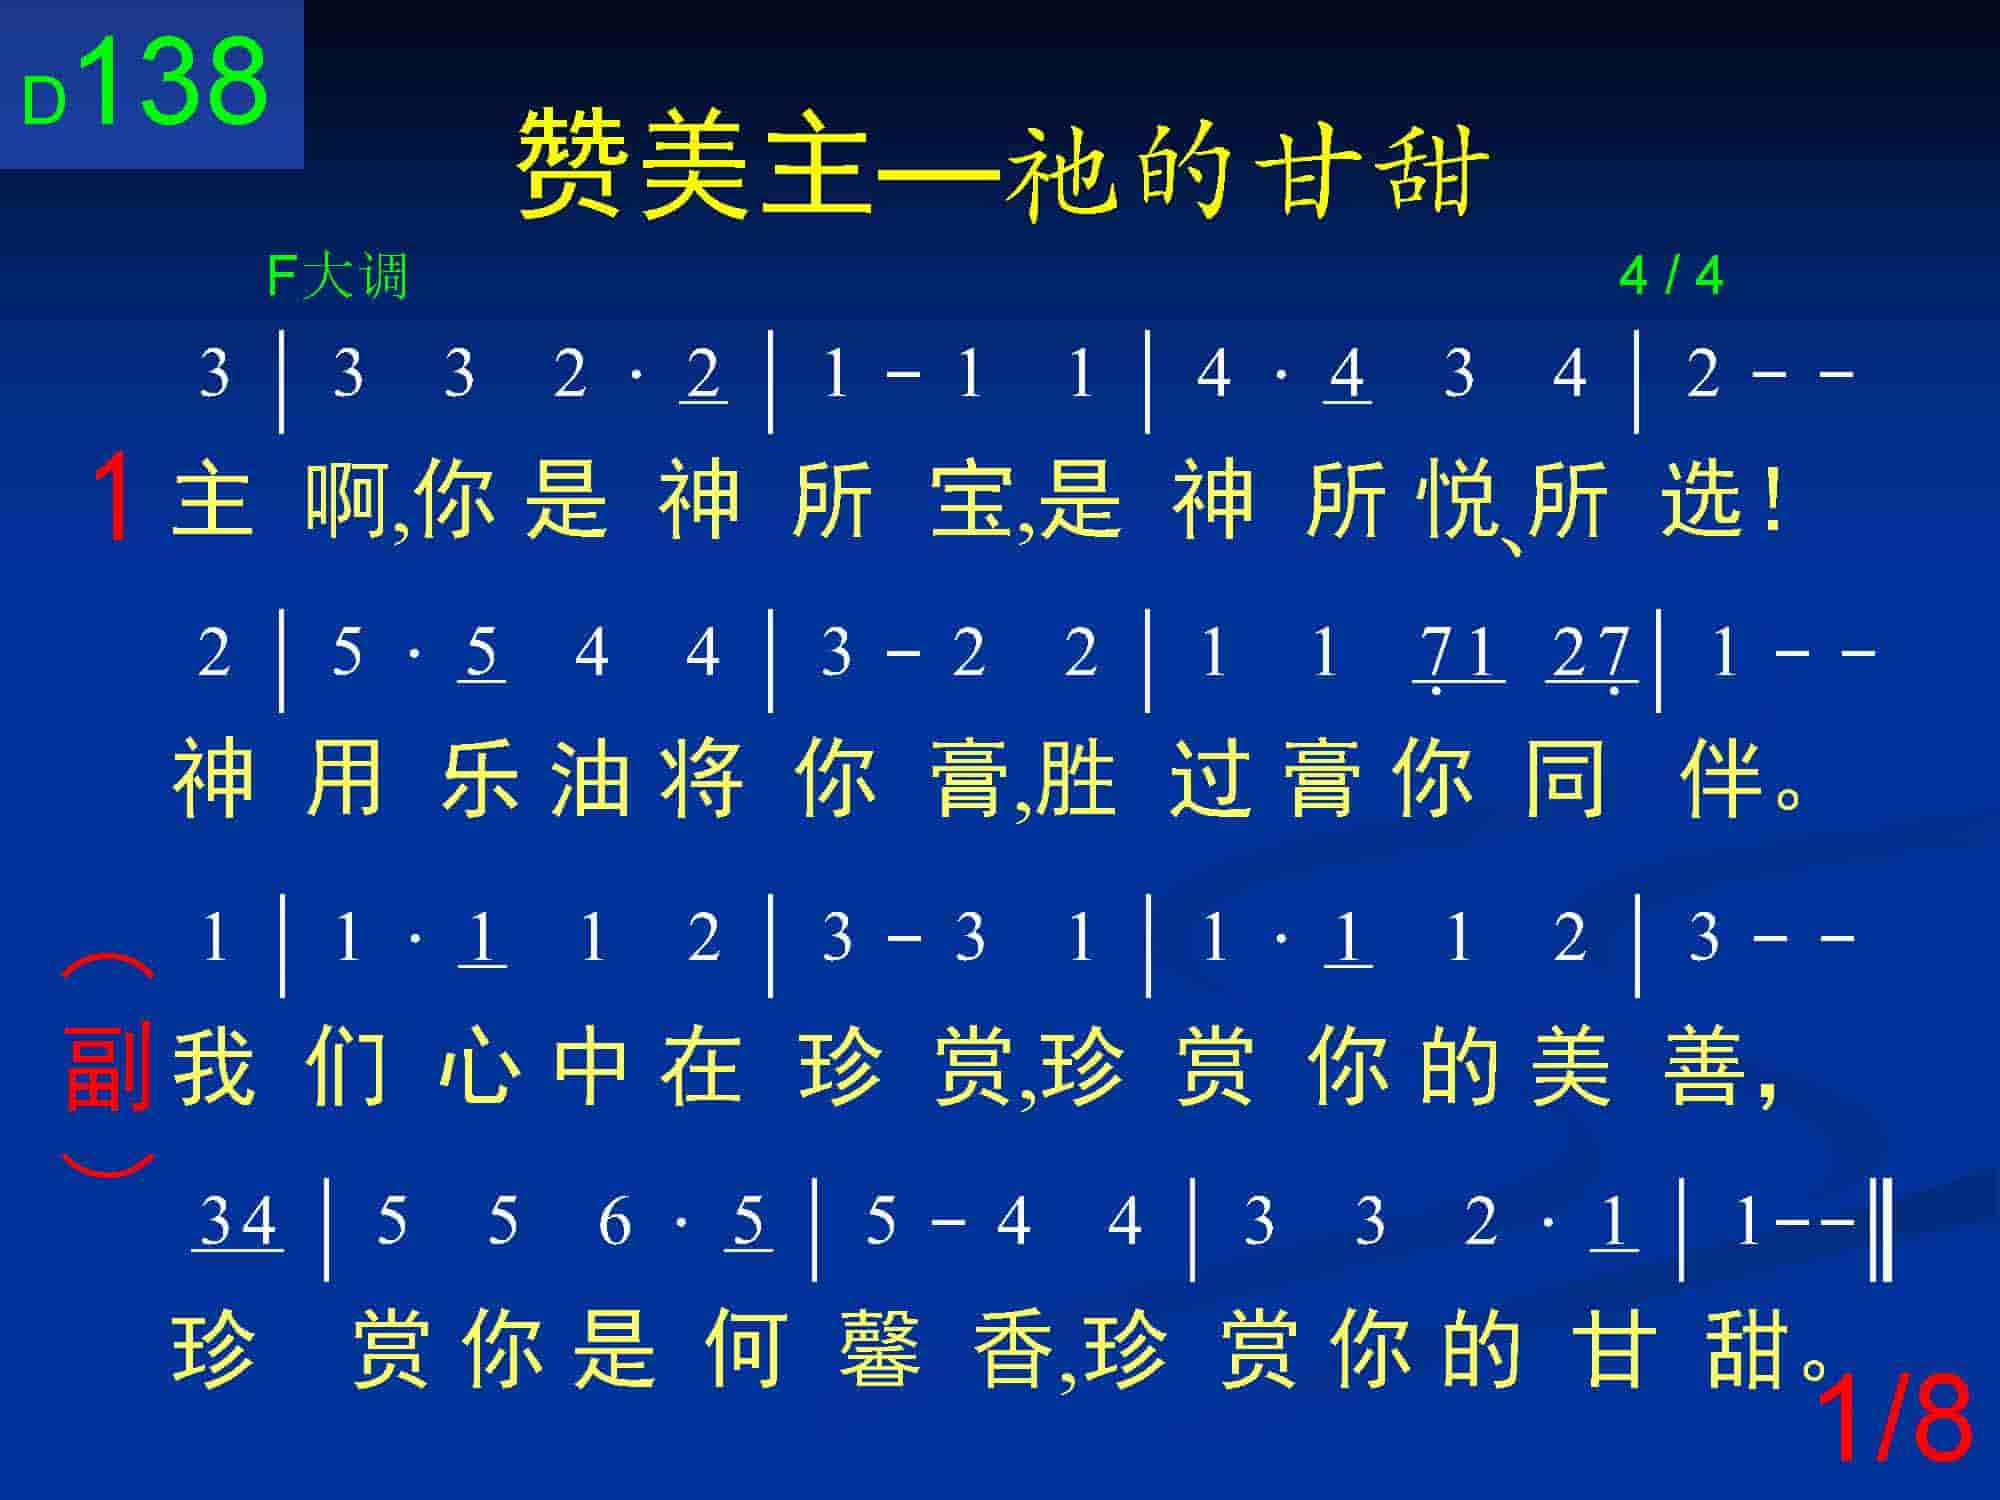 D138
赞美主—祂的甘甜
F大调 4 / 4
3 | 3 3 2 · 2 | 1 - 1 1 | 4 · 4 3 4 | 2 - -
1 主 啊,你 是 神 所 宝,是 神 所 悦、所 选！
2 | 5 · 5 4 4 | 3 - 2 2 | 1 1 7̣1 27̣ | 1 - -
神 用 乐 油 将 你 膏,胜 过 膏 你 同 伴。
1 | 1 · 1 1 2 | 3 - 3 1 | 1 · 1 1 2 | 3 - -
（副） 我 们 心 中 在 珍 赏,珍 赏 你 的 美 善，
34 | 5 5 6 · 5 | 5 - 4 4 | 3 3 2 · 1 | 1 - - ‖
珍 赏 你 是 何 馨 香,珍 赏 你 的 甘 甜。
1/8